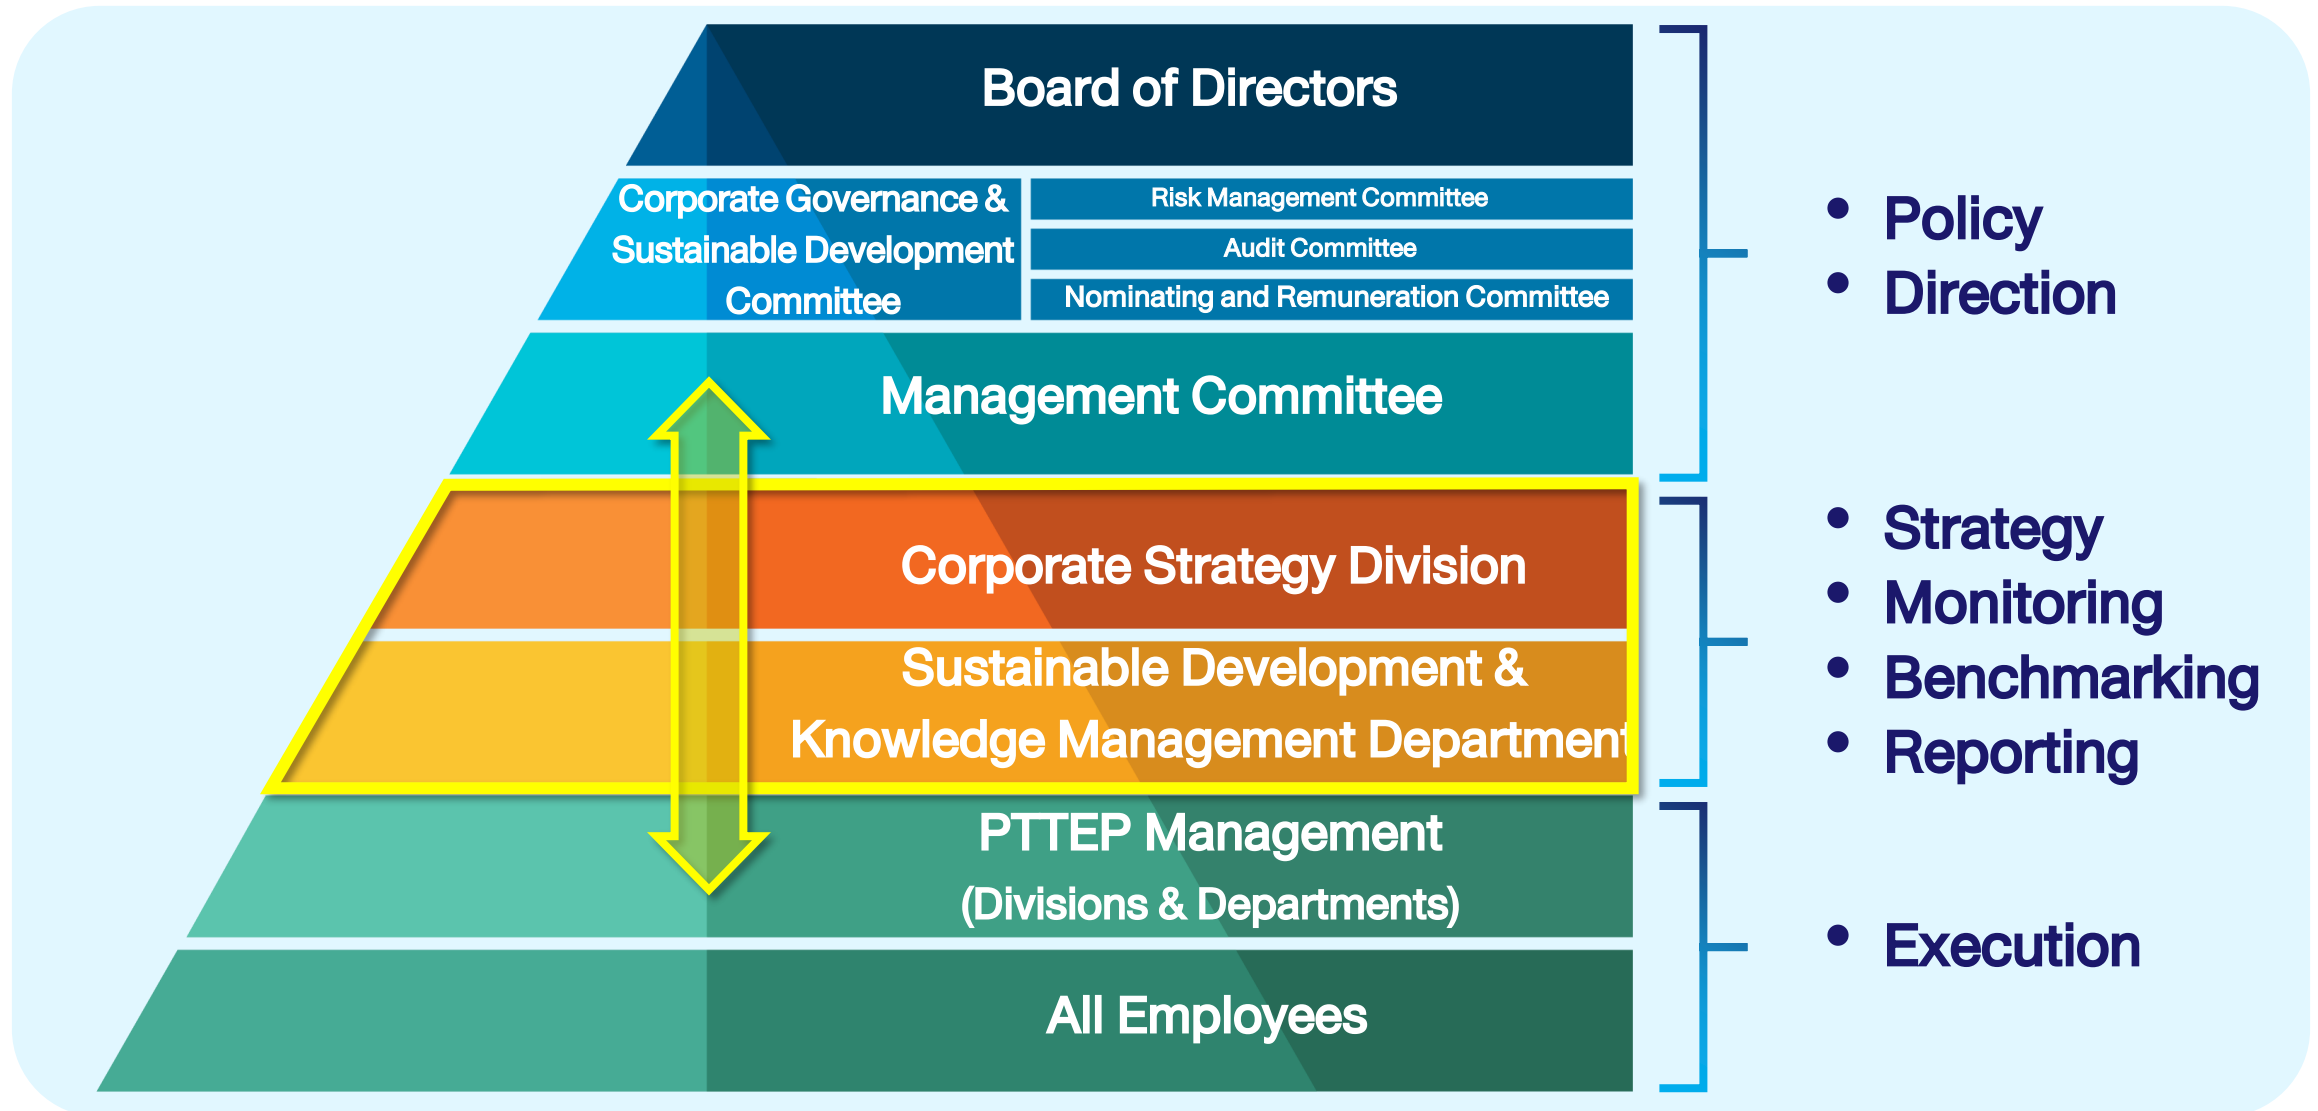 Board of Directors
Corporate Governance &
Sustainable Development
Committee
Risk Management Committee
Audit Committee
Nominating and Remuneration Committee
Management Committee
• Policy
• Direction
Corporate Strategy Division
Sustainable Development &
Knowledge Management Department
• Strategy
• Monitoring
• Benchmarking
• Reporting
PTTEP Management
(Divisions & Departments)
All Employees
• Execution